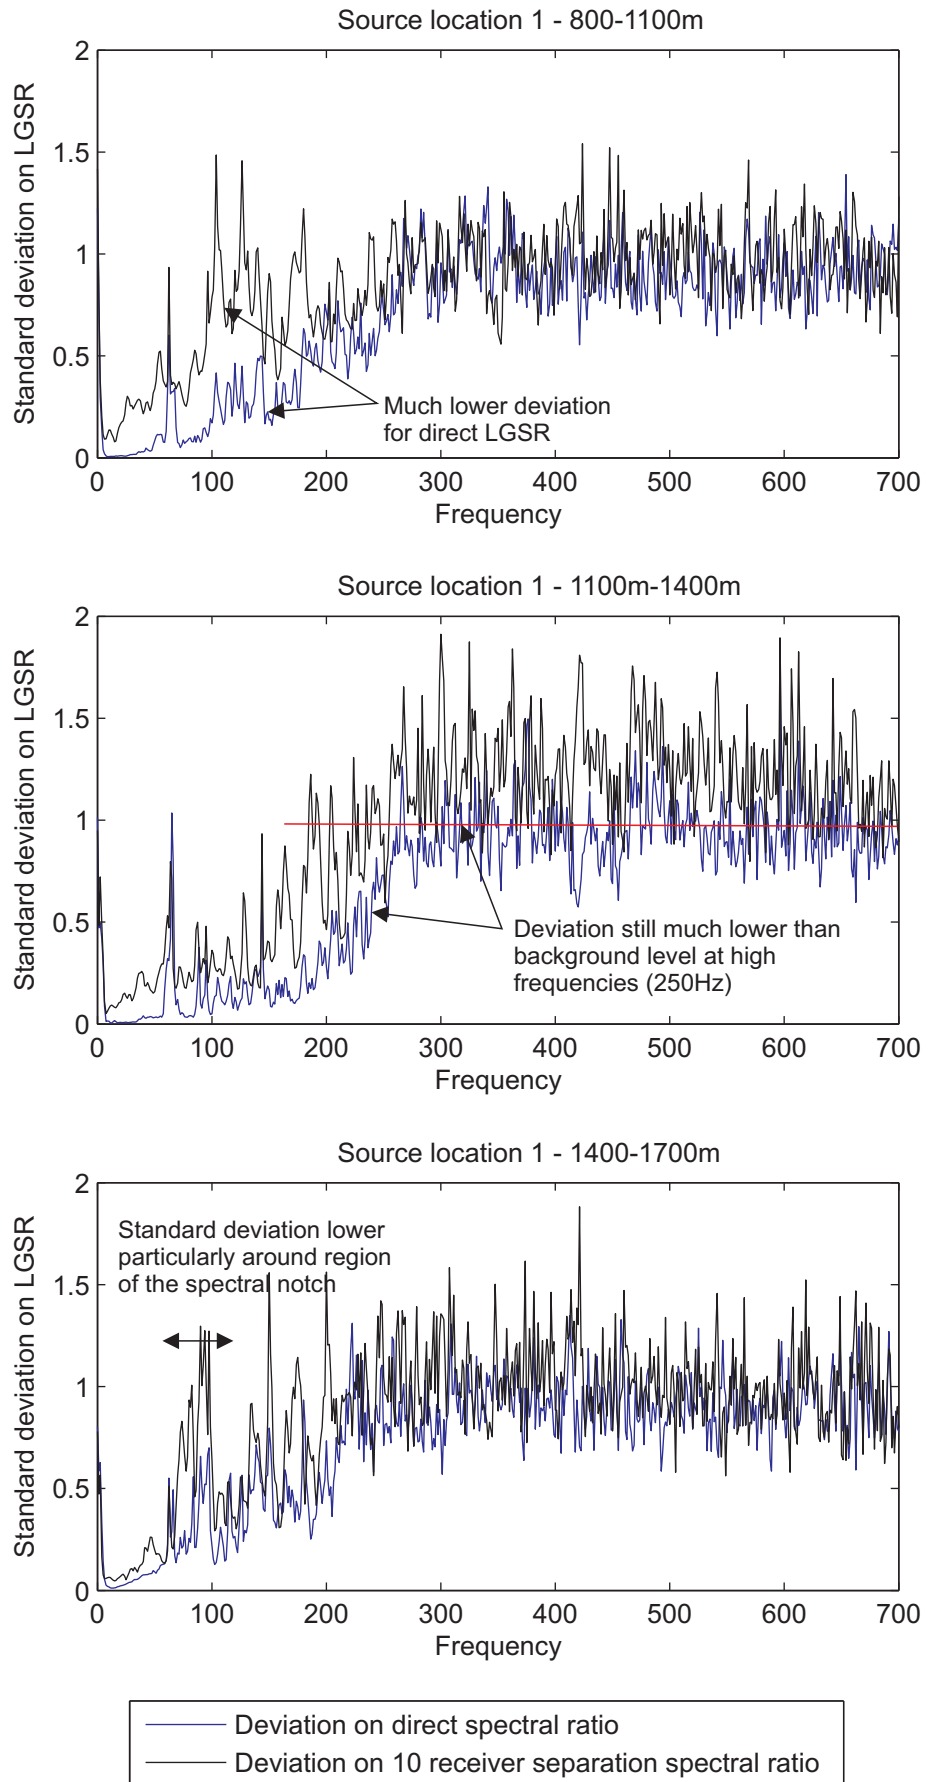 Source location 1 - 800-1100m
Standard deviation on LGSR
2
1.5
1
0.5
0
Much lower deviation
for direct LGSR
0 100 200 300 400 500 600 700
Frequency
Source location 1 - 1100m-1400m
Standard deviation on LGSR
2
1.5
1
0.5
0
Deviation still much lower than
background level at high
frequencies (250Hz)
0 100 200 300 400 500 600 700
Frequency
Source location 1 - 1400-1700m
Standard deviation on LGSR
2
1.5
1
0.5
0
Standard deviation lower
particularly around region
of the spectral notch
0 100 200 300 400 500 600 700
Frequency
Deviation on direct spectral ratio
Deviation on 10 receiver separation spectral ratio